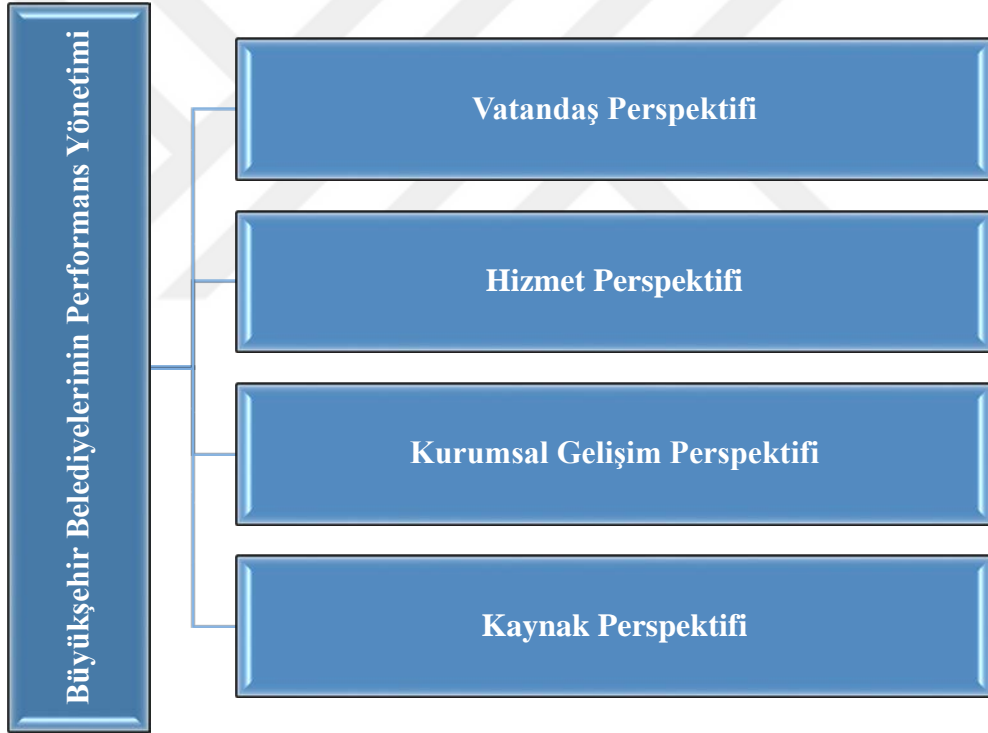 Büyükşehir Belediyelerinin Performans Yönetimi
Vatandaş Perspektifi
Hizmet Perspektifi
Kurumsal Gelişim Perspektifi
Kaynak Perspektifi